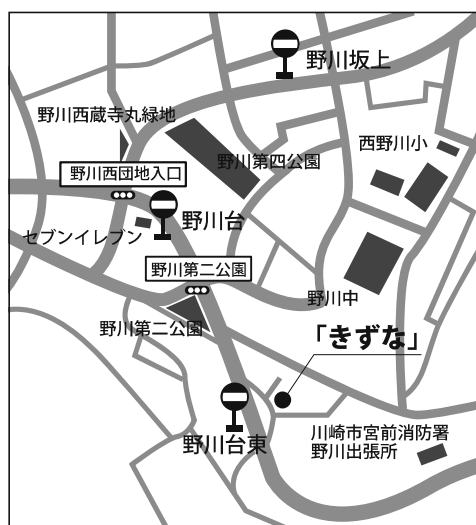 野川坂上
野川西蔵寺丸緑地
野川第四公園
西野川小
野川西団地入口
野川台
セブンイレブン
野川第二公園
野川中
野川第二公園
「きずな」
野川台東
川崎市宮前消防署
野川出張所